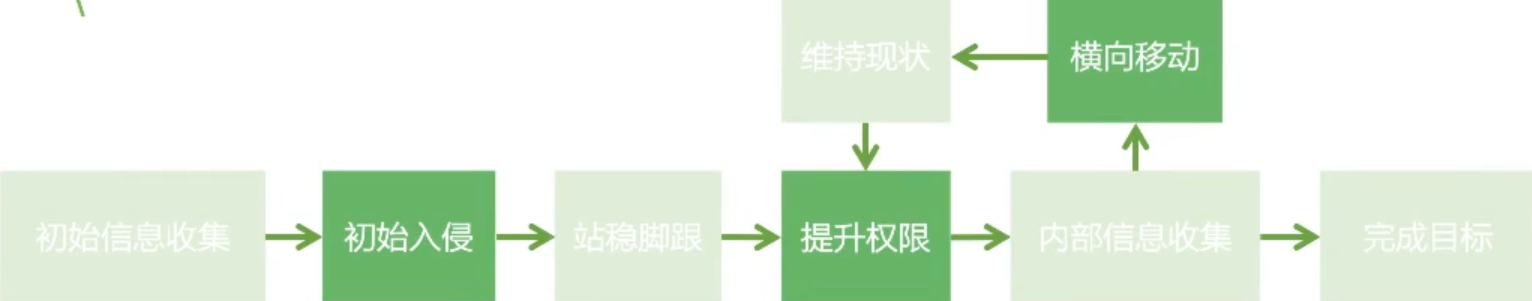 维持现状
横向移动
初始信息收集
初始入侵
站稳脚跟
提升权限
内部信息收集
完成目标